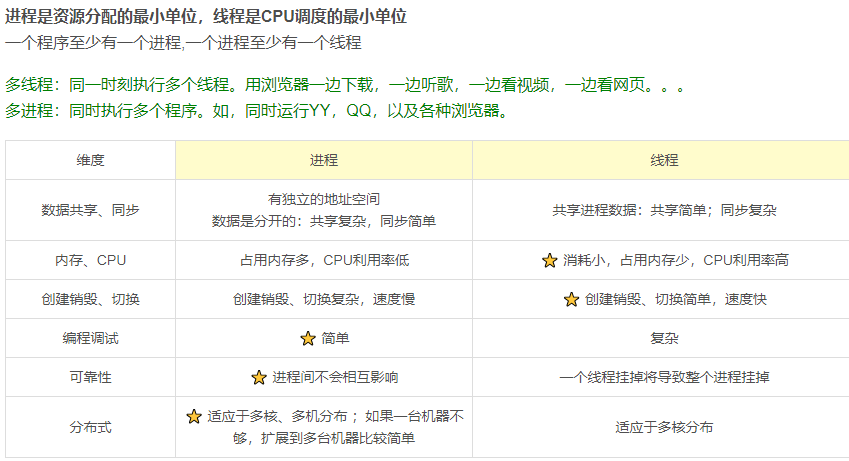 进程是资源分配的最小单位，线程是CPU调度的最小单位
一个程序至少有一个进程,一个进程至少有一个线程
多线程：同一时刻执行多个线程。用浏览器一边下载，一边听歌，一边看视频，一边看网页。。。
多进程：同时执行多个程序。如，同时运行YY，QQ，以及各种浏览器。
维度 进程 线程
数据共享、同步 有独立的地址空间
数据是分开的：共享复杂，同步简单 共享进程数据：共享简单；同步复杂
内存、CPU 占用内存多，CPU利用率低 ⭐ 消耗小，占用内存少，CPU利用率高
创建销毁、切换 创建销毁、切换复杂，速度慢 ⭐ 创建销毁、切换简单，速度快
编程调试 ⭐ 简单 复杂
可靠性 ⭐ 进程间不会相互影响 一个线程挂掉将导致整个进程挂掉
分布式 ⭐ 适应于多核、多机分布 ；如果一台机器不
够，扩展到多台机器比较简单 适应于多核分布